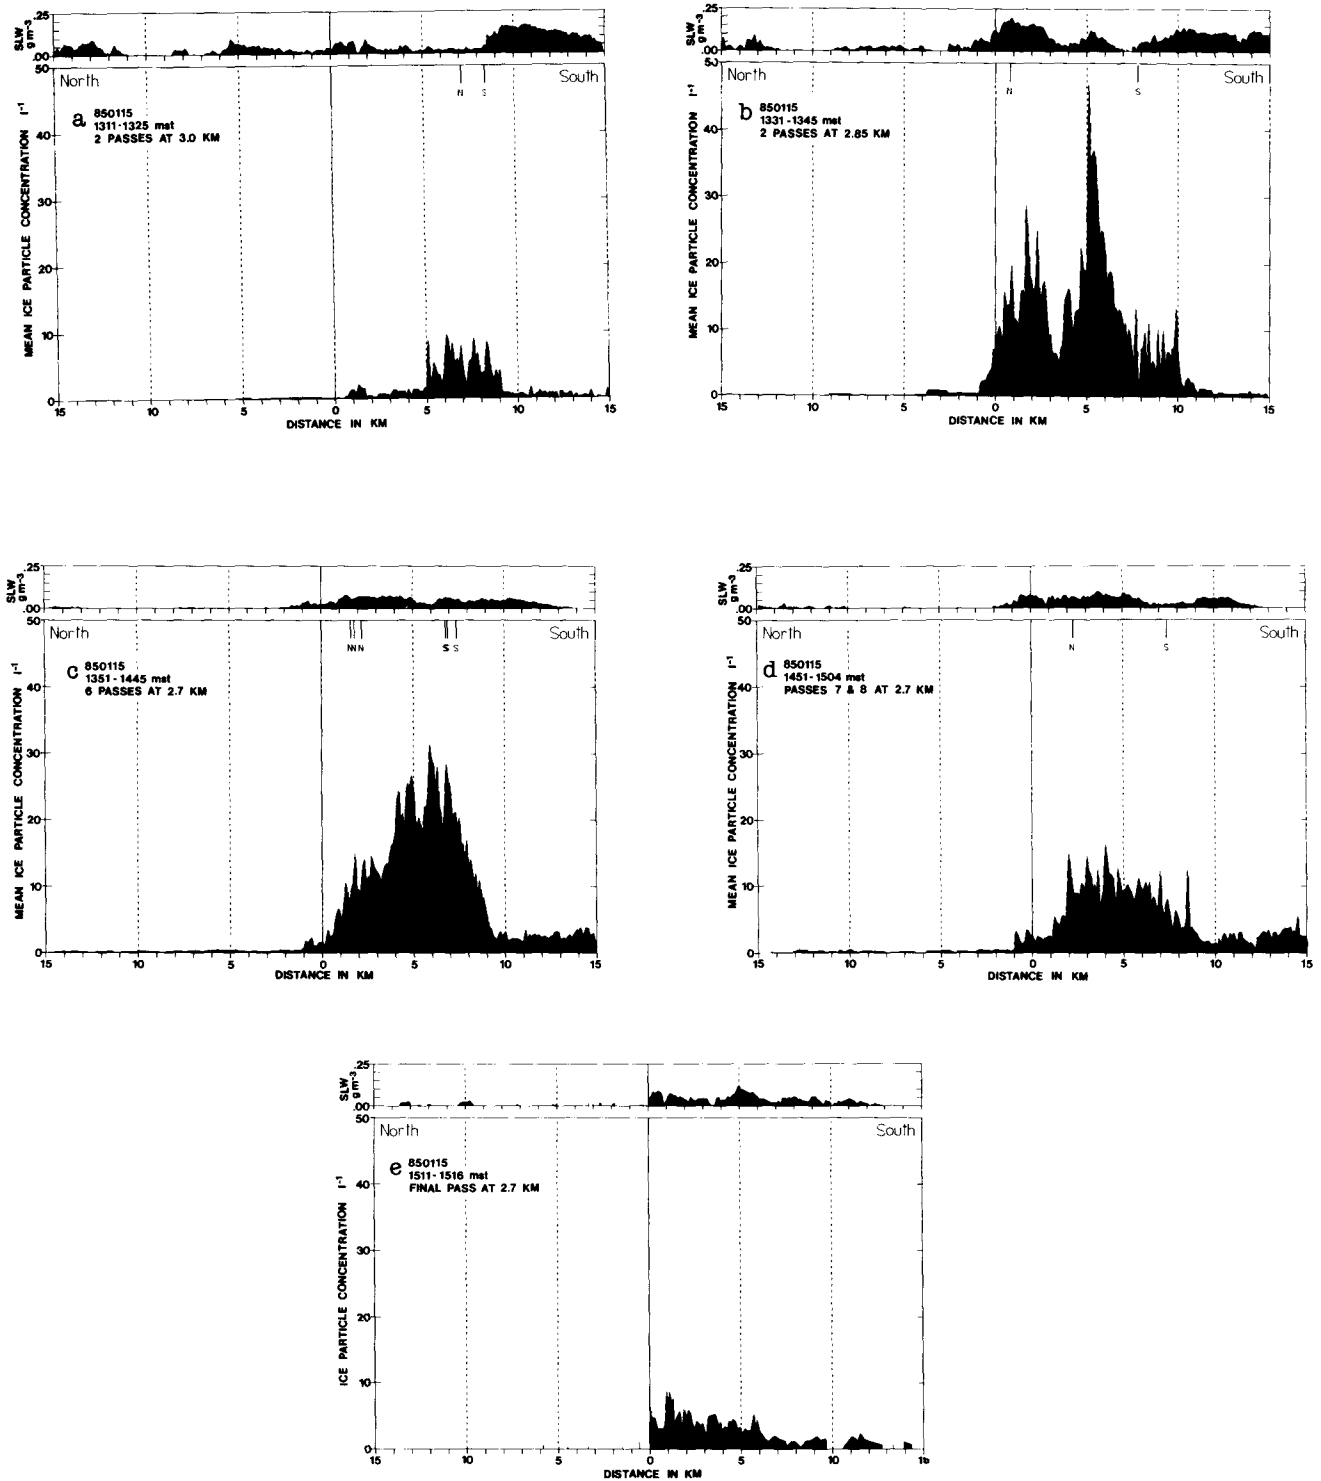 .25
SLW
g m⁻³
.00
50
North
South
N S
a
850115
1311-1325 mst
2 PASSES AT 3.0 KM
MEAN ICE PARTICLE CONCENTRATION l⁻¹
40
30
20
10
0
15 10 5 0 5 10 15
DISTANCE IN KM
.25
SLW
g m⁻³
.00
50
North
South
N S
b
850115
1331-1345 mst
2 PASSES AT 2.85 KM
MEAN ICE PARTICLE CONCENTRATION l⁻¹
40
30
20
10
0
15 10 5 0 5 10 15
DISTANCE IN KM
.25
SLW
g m⁻³
.00
50
North
South
NNN S S
c
850115
1351-1445 mst
6 PASSES AT 2.7 KM
MEAN ICE PARTICLE CONCENTRATION l⁻¹
40
30
20
10
0
15 10 5 0 5 10 15
DISTANCE IN KM
.25
SLW
g m⁻³
.00
50
North
South
N S
d
850115
1451-1504 mst
PASSES 7 & 8 AT 2.7 KM
MEAN ICE PARTICLE CONCENTRATION l⁻¹
40
30
20
10
0
15 10 5 0 5 10 15
DISTANCE IN KM
.25
SLW
g m⁻³
.00
50
North
South
e
850115
1511-1516 mst
FINAL PASS AT 2.7 KM
ICE PARTICLE CONCENTRATION l⁻¹
40
30
20
10
0
15 10 5 0 5 10 15
DISTANCE IN KM